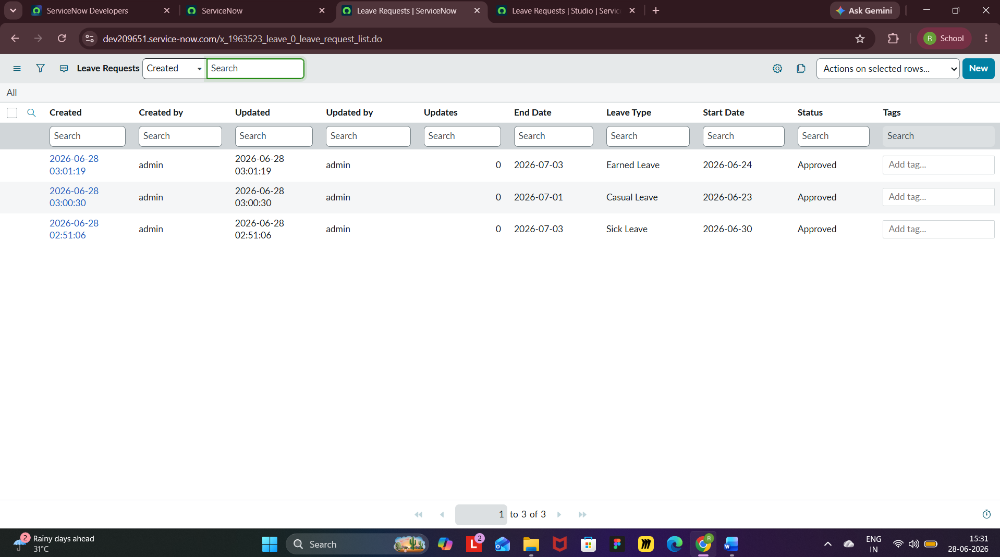 ServiceNow Developers
ServiceNow
Leave Requests | ServiceNow
Leave Requests | Studio | Servic
Ask Gemini
dev209651.service-now.com/x_1963523_leave_0_leave_request_list.do
R School
Leave Requests Created Search Actions on selected rows... New
All
Created Created by Updated Updated by Updates End Date Leave Type Start Date Status Tags
Search Search Search Search Search Search Search Search Search Search
2026-06-28 03:01:19 admin 2026-06-28 03:01:19 admin 0 2026-07-03 Earned Leave 2026-06-24 Approved Add tag...
2026-06-28 03:00:30 admin 2026-06-28 03:00:30 admin 0 2026-07-01 Casual Leave 2026-06-23 Approved Add tag...
2026-06-28 02:51:06 admin 2026-06-28 02:51:06 admin 0 2026-07-03 Sick Leave 2026-06-30 Approved Add tag...
1 to 3 of 3
2 Rainy days ahead
31°C
Search
L 2
R
W
ENG
IN
15:31
28-06-2026